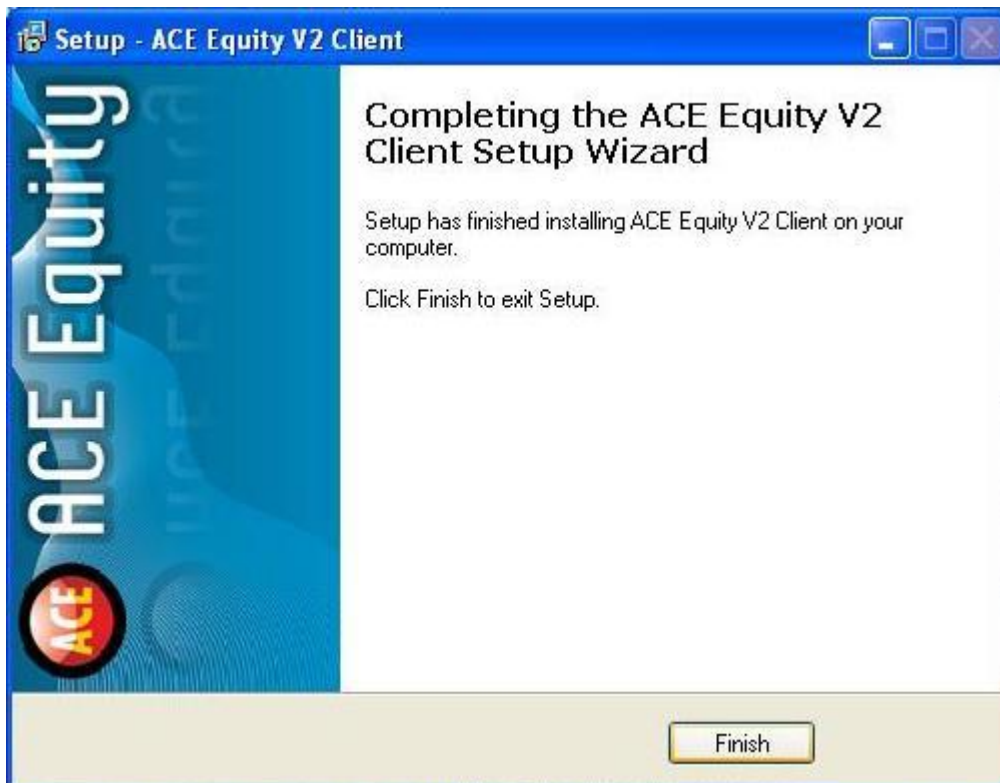 Setup - ACE Equity V2 Client
ACE Equity
ACE
Completing the ACE Equity V2
Client Setup Wizard
Setup has finished installing ACE Equity V2 Client on your
computer.
Click Finish to exit Setup.
Finish